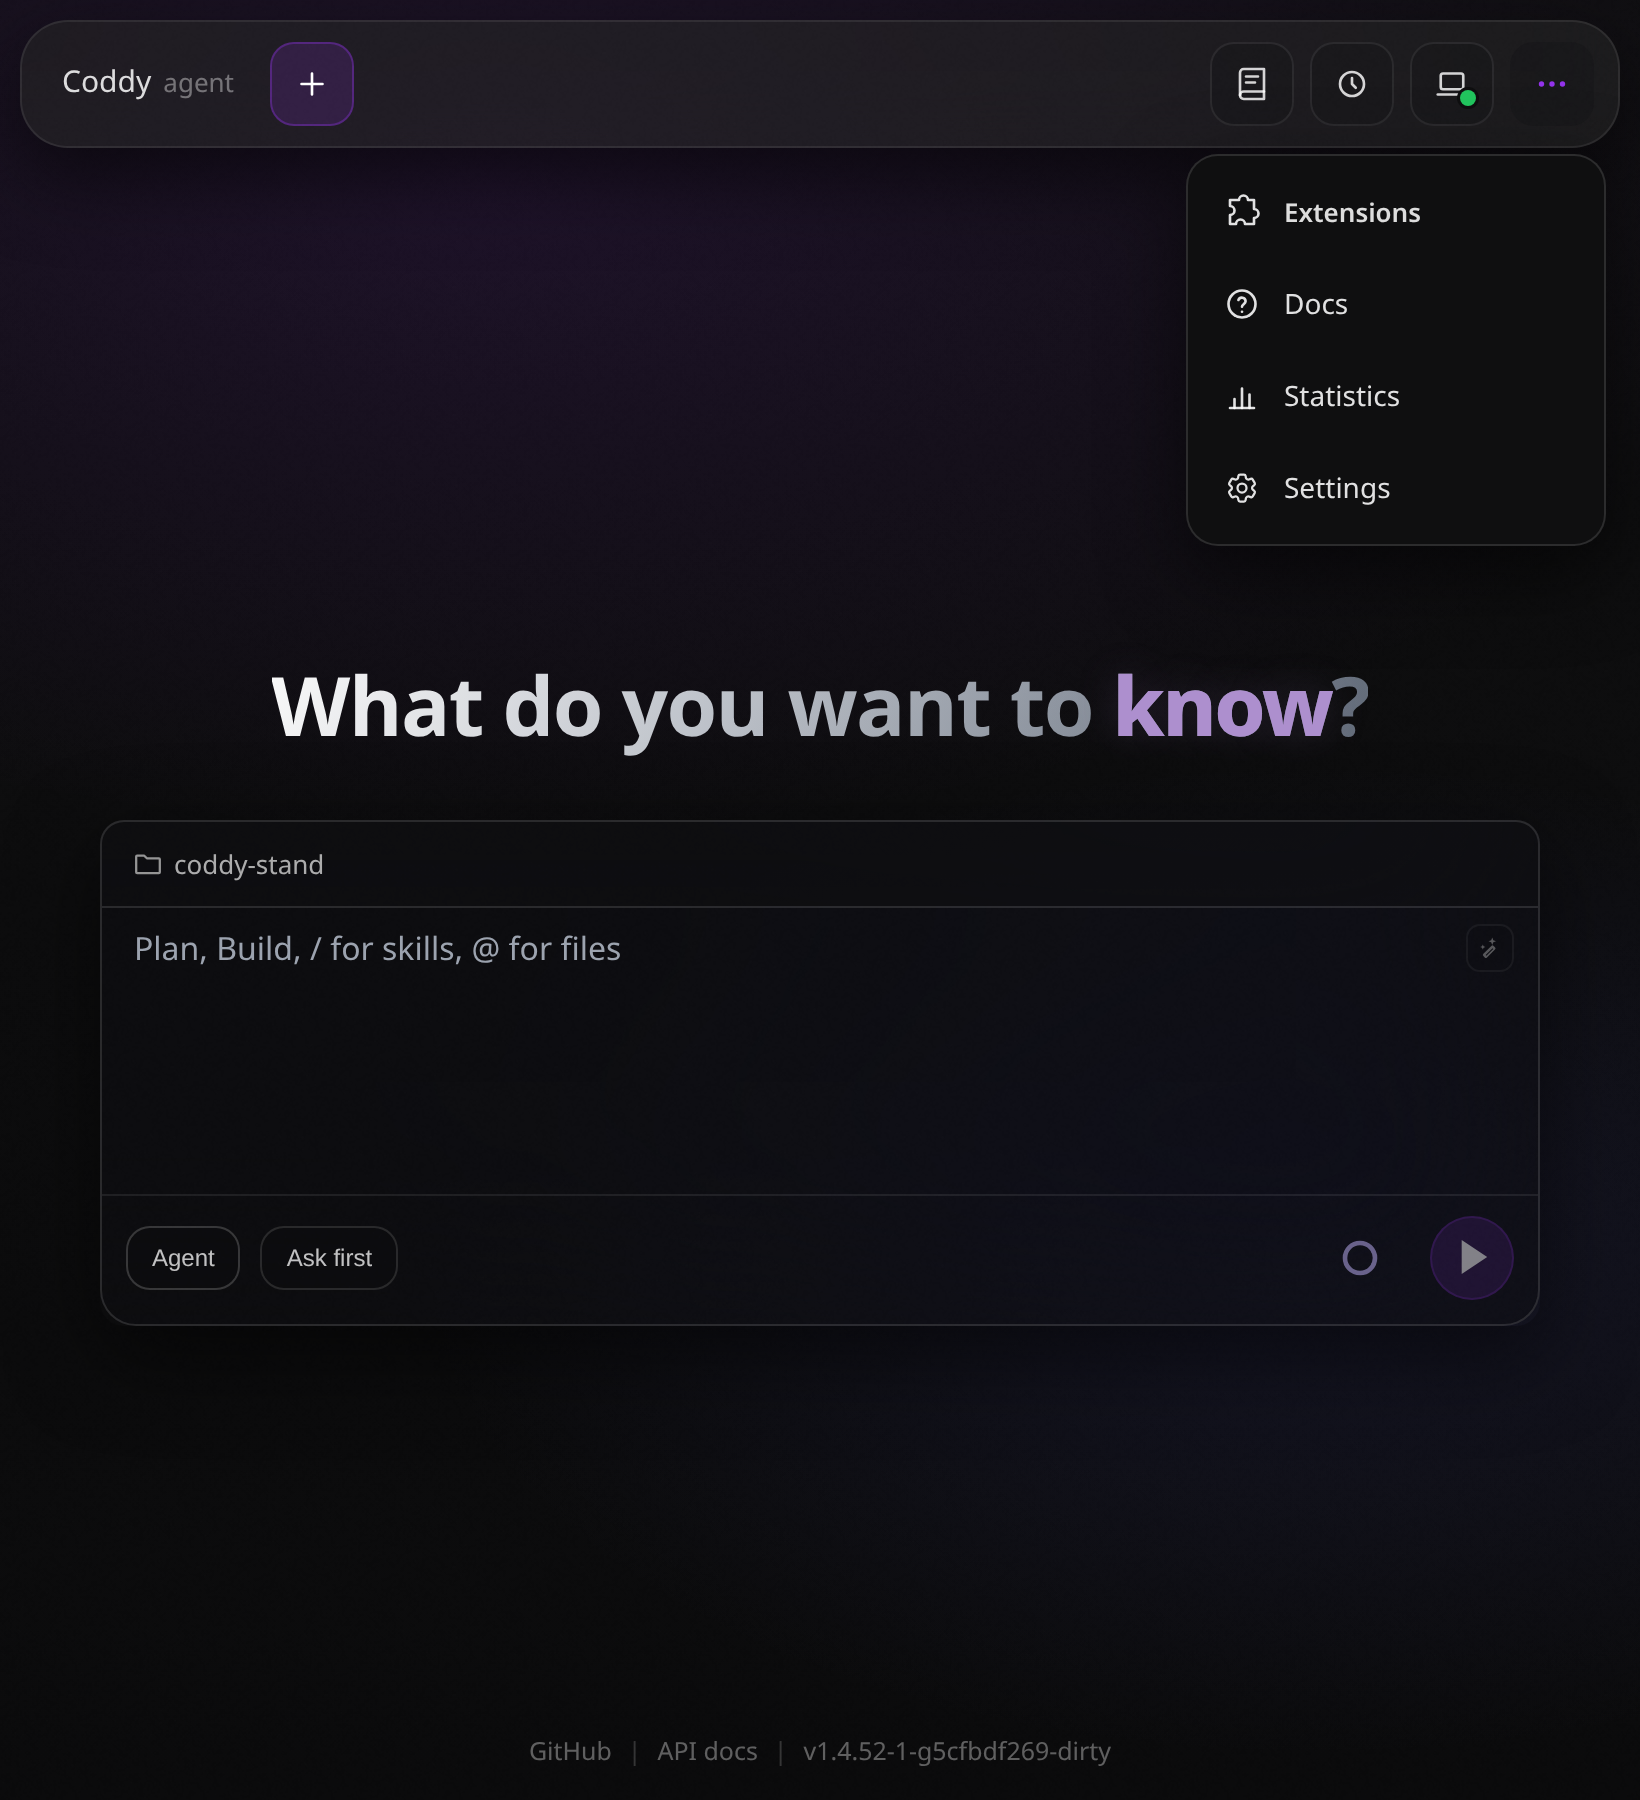 Coddy agent
Extensions
Docs
Statistics
Settings
What do you want to know?
coddy-stand
Plan, Build, / for skills, @ for files
Agent Ask first
GitHub | API docs | v1.4.52-1-g5cfbdf269-dirty